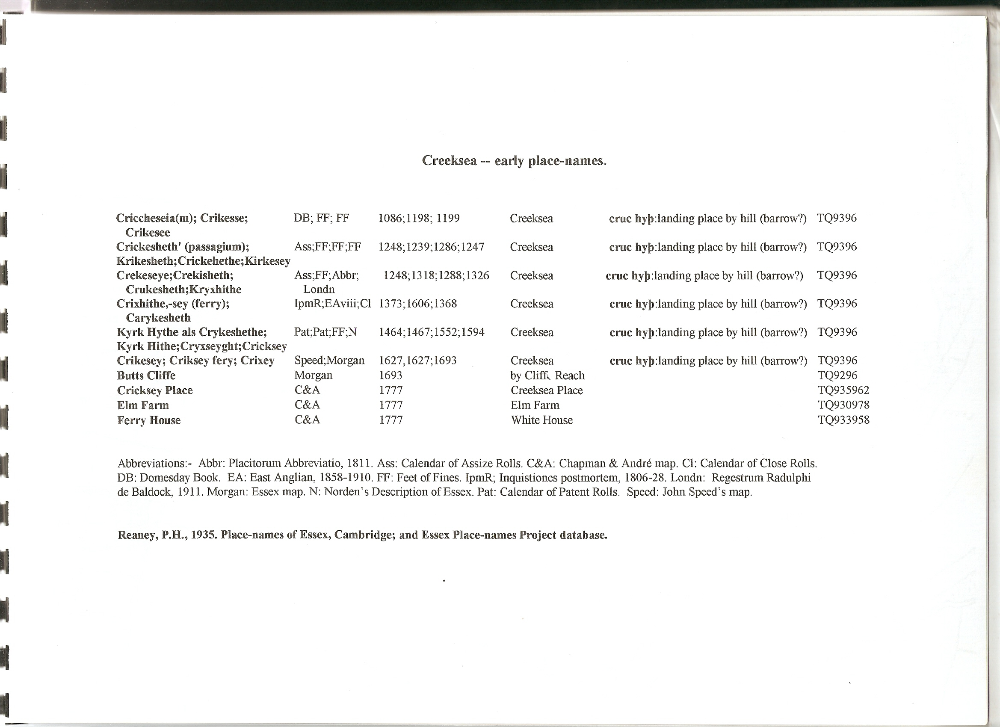 Creeksea -- early place-names.
Criccheseia(m); Crikesse; DB; FF; FF 1086;1198; 1199 Creeksea cruc hyþ:landing place by hill (barrow?) TQ9396
Crikesee
Crickesheth' (passagium); Ass;FF;FF;FF 1248;1239;1286;1247 Creeksea cruc hyþ:landing place by hill (barrow?) TQ9396
Krikesheth;Crickehethe;Kirkesey
Crekeseye;Crekisheth; Ass;FF;Abbr; 1248;1318;1288;1326 Creeksea cruc hyþ:landing place by hill (barrow?) TQ9396
Crukesheth;Kryxhithe Londn
Crixhithe,-sey (ferry); IpmR;EAviii;Cl 1373;1606;1368 Creeksea cruc hyþ:landing place by hill (barrow?) TQ9396
Carykesheth
Kyrk Hythe als Crykeshethe; Pat;Pat;FF;N 1464;1467;1552;1594 Creeksea cruc hyþ:landing place by hill (barrow?) TQ9396
Kyrk Hithe;Cryxseyght;Cricksey
Crikesey; Criksey fery; Crixey Speed;Morgan 1627,1627;1693 Creeksea cruc hyþ:landing place by hill (barrow?) TQ9396
Butts Cliffe Morgan 1693 by Cliff Reach TQ9296
Cricksey Place C&A 1777 Creeksea Place TQ935962
Elm Farm C&A 1777 Elm Farm TQ930978
Ferry House C&A 1777 White House TQ933958
Abbreviations:- Abbr: Placitorum Abbreviatio, 1811. Ass: Calendar of Assize Rolls. C&A: Chapman & André map. Cl: Calendar of Close Rolls.
DB: Domesday Book. EA: East Anglian, 1858-1910. FF: Feet of Fines. IpmR; Inquistiones postmortem, 1806-28. Londn: Regestrum Radulphi
de Baldock, 1911. Morgan: Essex map. N: Norden's Description of Essex. Pat: Calendar of Patent Rolls. Speed: John Speed's map.
Reaney, P.H., 1935. Place-names of Essex, Cambridge; and Essex Place-names Project database.